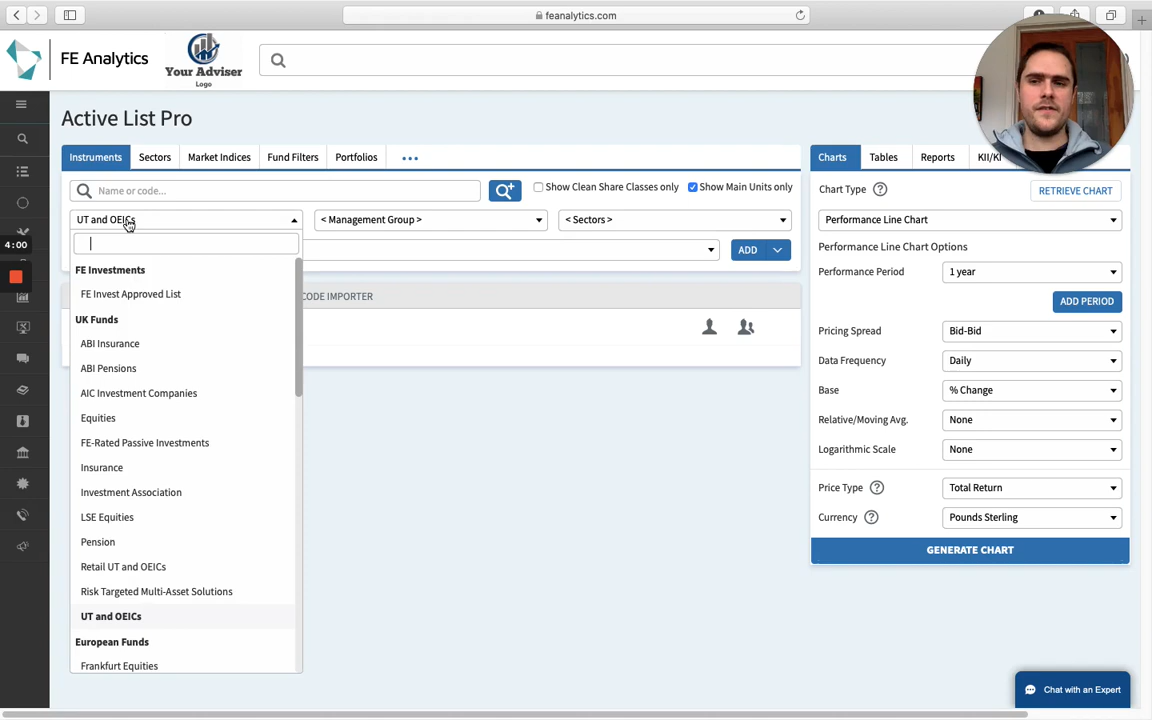 feanalytics.com
FE Analytics
Your Adviser
Logo
Active List Pro
Instruments
Sectors
Market Indices
Fund Filters
Portfolios
Name or code...
Show Clean Share Classes only
Show Main Units only
UT and OEICs
< Management Group >
< Sectors >
ADD
FE Investments
FE Invest Approved List
UK Funds
ABI Insurance
ABI Pensions
AIC Investment Companies
Equities
FE-Rated Passive Investments
Insurance
Investment Association
LSE Equities
Pension
Retail UT and OEICs
Risk Targeted Multi-Asset Solutions
UT and OEICs
European Funds
Frankfurt Equities
CODE IMPORTER
4:00
Charts
Tables
Reports
KII/KI
Chart Type
RETRIEVE CHART
Performance Line Chart
Performance Line Chart Options
Performance Period
1 year
ADD PERIOD
Pricing Spread
Bid-Bid
Data Frequency
Daily
Base
% Change
Relative/Moving Avg.
None
Logarithmic Scale
None
Price Type
Total Return
Currency
Pounds Sterling
GENERATE CHART
Chat with an Expert